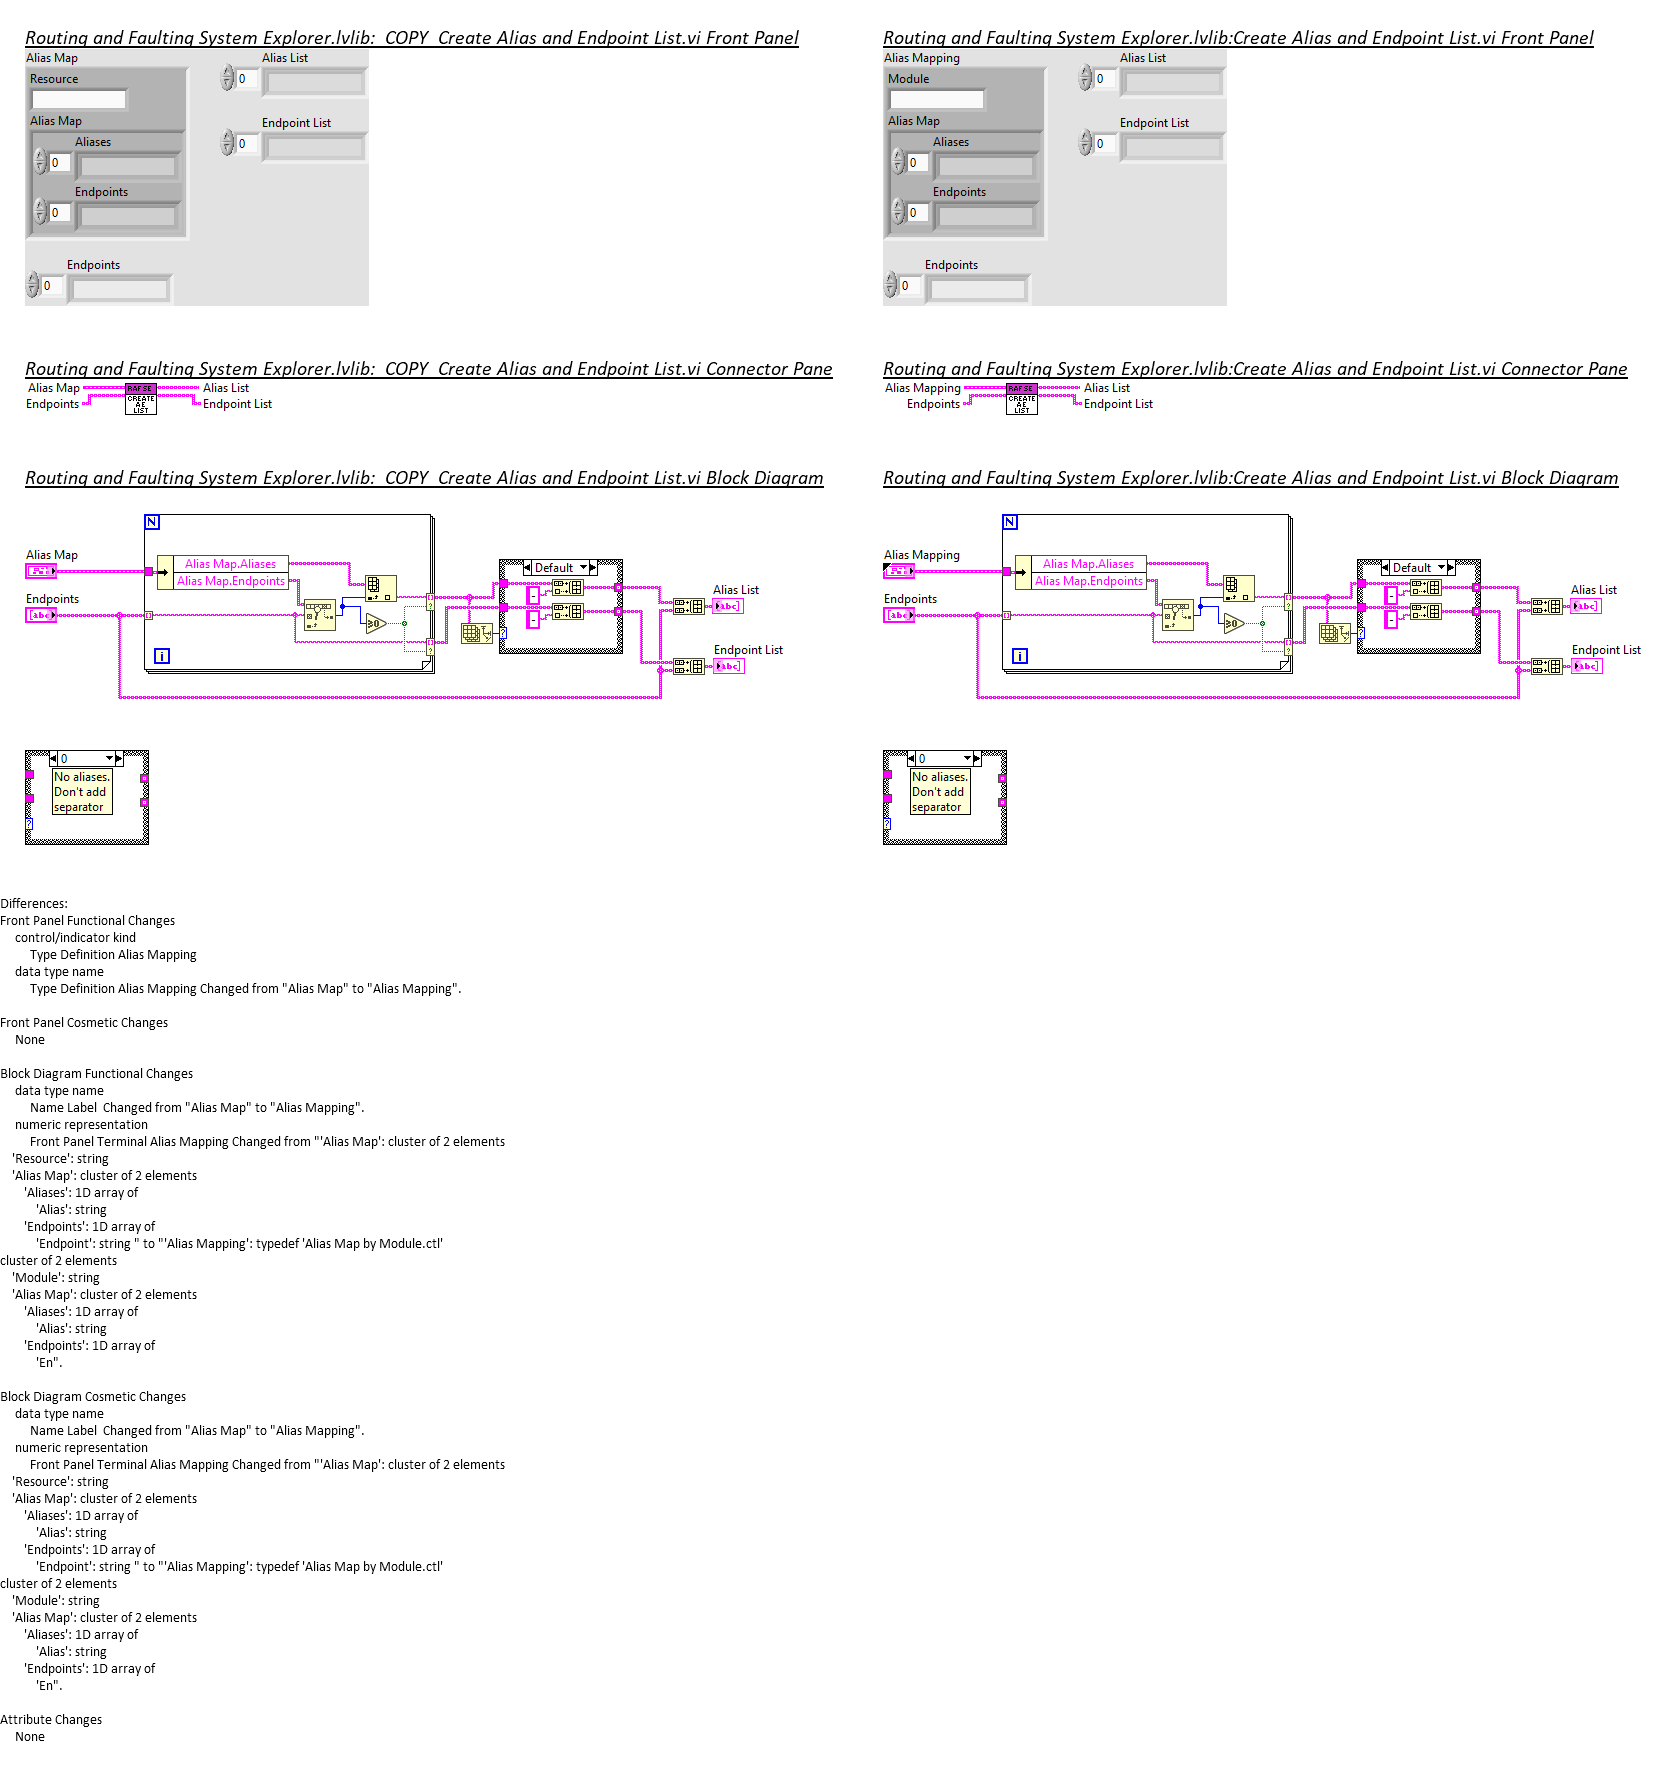 Routing and Faulting System Explorer.lvlib:  COPY  Create Alias and Endpoint List.vi Front Panel
Alias Map
Resource
Alias Map
Aliases
0
Endpoints
0
Endpoints
0
Alias List
0
Endpoint List
0
Routing and Faulting System Explorer.lvlib:Create Alias and Endpoint List.vi Front Panel
Alias Mapping
Module
Alias Map
Aliases
0
Endpoints
0
Endpoints
0
Alias List
0
Endpoint List
0
Routing and Faulting System Explorer.lvlib:  COPY  Create Alias and Endpoint List.vi Connector Pane
Alias Map
Endpoints
RAFSE
CREATE
AE
LIST
Alias List
Endpoint List
Routing and Faulting System Explorer.lvlib:Create Alias and Endpoint List.vi Connector Pane
Alias Mapping
Endpoints
RAFSE
CREATE
AE
LIST
Alias List
Endpoint List
Routing and Faulting System Explorer.lvlib:  COPY  Create Alias and Endpoint List.vi Block Diagram
N
Alias Map
Alias Map.Aliases
Alias Map.Endpoints
Endpoints
abc
≥0
i
Default
-
-
?
Alias List
abc
Endpoint List
abc
0
No aliases.
Don't add
separator
?
Routing and Faulting System Explorer.lvlib:Create Alias and Endpoint List.vi Block Diagram
N
Alias Mapping
Alias Map.Aliases
Alias Map.Endpoints
Endpoints
abc
≥0
i
Default
-
-
?
Alias List
abc
Endpoint List
abc
0
No aliases.
Don't add
separator
?
Differences:
Front Panel Functional Changes
control/indicator kind
Type Definition Alias Mapping
data type name
Type Definition Alias Mapping Changed from "Alias Map" to "Alias Mapping".
Front Panel Cosmetic Changes
None
Block Diagram Functional Changes
data type name
Name Label  Changed from "Alias Map" to "Alias Mapping".
numeric representation
Front Panel Terminal Alias Mapping Changed from "'Alias Map': cluster of 2 elements
'Resource': string
'Alias Map': cluster of 2 elements
'Aliases': 1D array of
'Alias': string
'Endpoints': 1D array of
'Endpoint': string " to "'Alias Mapping': typedef 'Alias Map by Module.ctl'
cluster of 2 elements
'Module': string
'Alias Map': cluster of 2 elements
'Aliases': 1D array of
'Alias': string
'Endpoints': 1D array of
'En".
Block Diagram Cosmetic Changes
data type name
Name Label  Changed from "Alias Map" to "Alias Mapping".
numeric representation
Front Panel Terminal Alias Mapping Changed from "'Alias Map': cluster of 2 elements
'Resource': string
'Alias Map': cluster of 2 elements
'Aliases': 1D array of
'Alias': string
'Endpoints': 1D array of
'Endpoint': string " to "'Alias Mapping': typedef 'Alias Map by Module.ctl'
cluster of 2 elements
'Module': string
'Alias Map': cluster of 2 elements
'Aliases': 1D array of
'Alias': string
'Endpoints': 1D array of
'En".
Attribute Changes
None